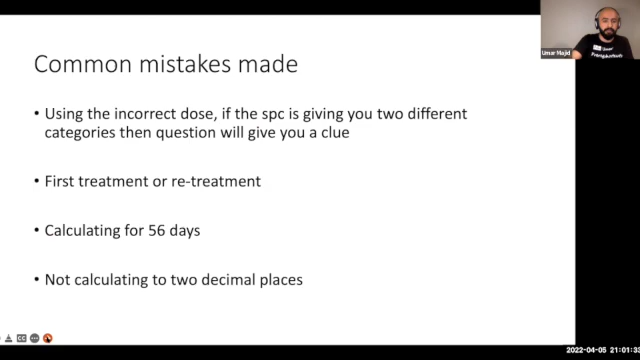 Umar Majid
Common mistakes made
• Using the incorrect dose, if the spc is giving you two different
categories then question will give you a clue
• First treatment or re-treatment
• Calculating for 56 days
• Not calculating to two decimal places
CC
2022-04-05 21:01:33